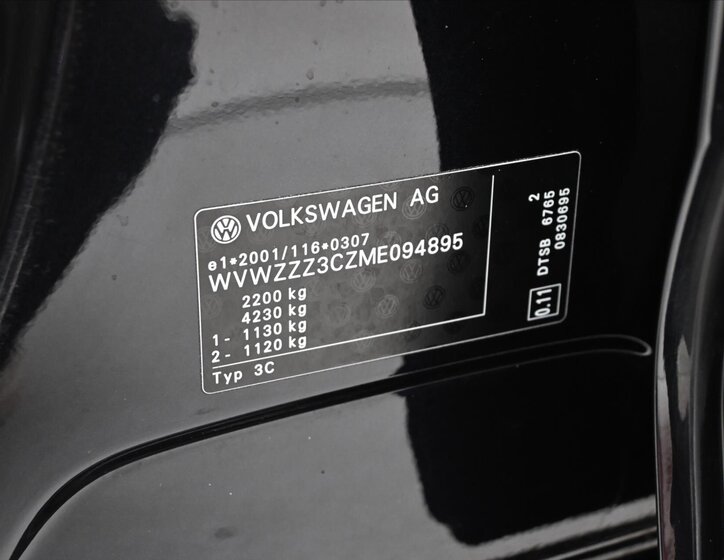 VOLKSWAGEN AG
e1*2001/116*0307
WVWZZZ3CZME094895
2200 kg
4230 kg
1- 1130 kg
2- 1120 kg
Typ 3C
0.11
DTSB 6765 2
0830695